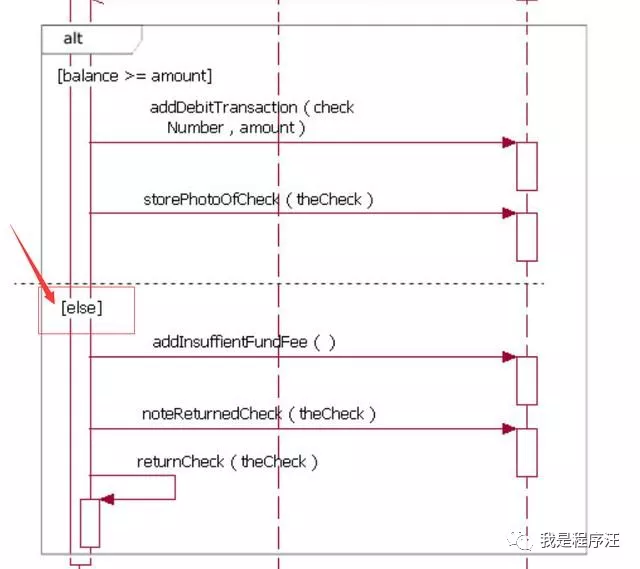 alt
[balance >= amount]
addDebitTransaction ( check
Number , amount )
storePhotoOfCheck ( theCheck )
[else]
addInsuffientFundFee ( )
noteReturnedCheck ( theCheck )
returnCheck ( theCheck )
我是程序汪